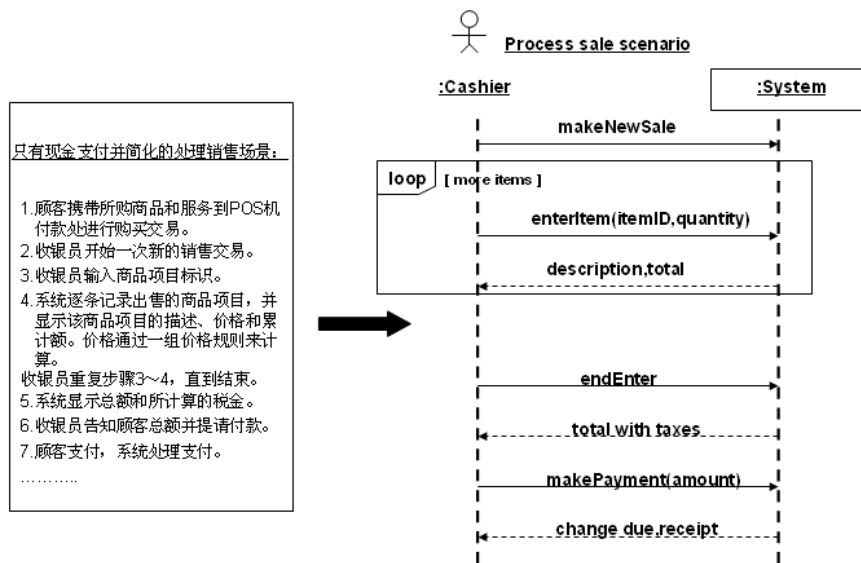 只有现金支付并简化的处理销售场景：
1.顾客携带所购商品和服务到POS机
付款处进行购买交易。
2.收银员开始一次新的销售交易。
3.收银员输入商品项目标识。
4.系统逐条记录出售的商品项目，并
显示该商品项目的描述、价格和累
计额。价格通过一组价格规则来计
算。
收银员重复步骤3～4，直到结束。
5.系统显示总额和所计算的税金。
6.收银员告知顾客总额并提请付款。
7.顾客支付，系统处理支付。
………..
Process sale scenario
:Cashier
:System
makeNewSale
loop
[ more items ]
enterItem(itemID,quantity)
description,total
endEnter
total with taxes
makePayment(amount)
change due,receipt